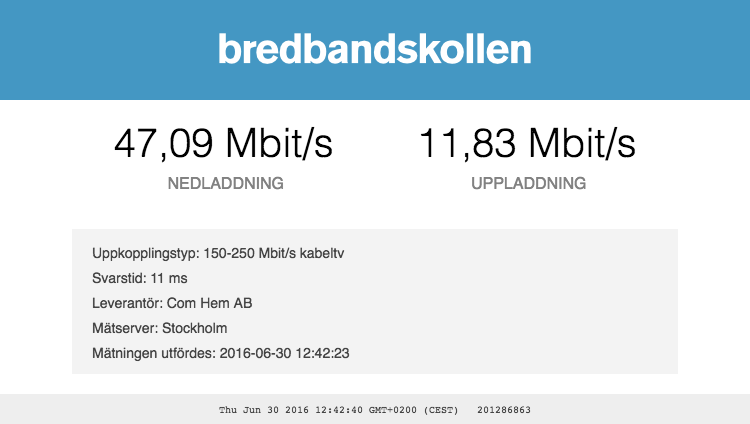 bredbandskollen
47,09 Mbit/s
11,83 Mbit/s
NEDLADDNING
UPPLADDNING
Uppkopplingstyp: 150-250 Mbit/s kabeltv
Svarstid: 11 ms
Leverantör: Com Hem AB
Mätserver: Stockholm
Mätningen utfördes: 2016-06-30 12:42:23
Thu Jun 30 2016 12:42:40 GMT+0200 (CEST) 201286863